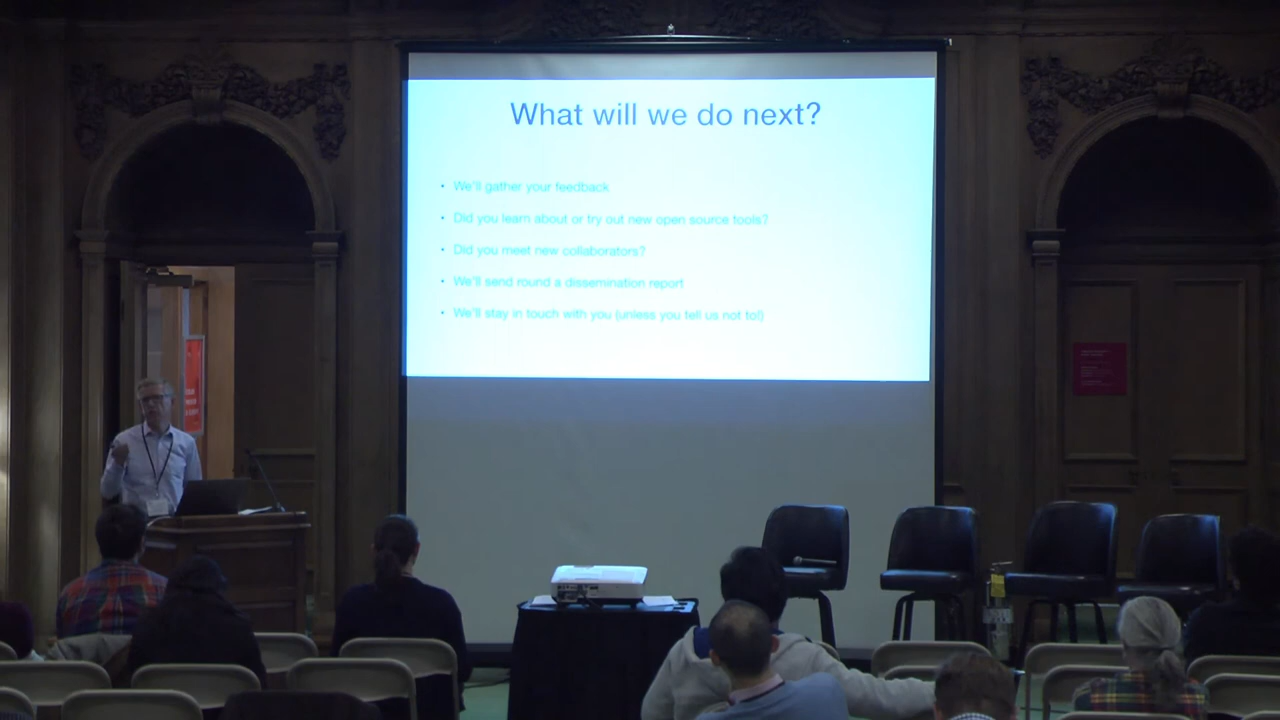 What will we do next?
• We'll gather your feedback
• Did you learn about or try out new open source tools?
• Did you meet new collaborators?
• We'll send round a dissemination report
• We'll stay in touch with you (unless you tell us not to!)